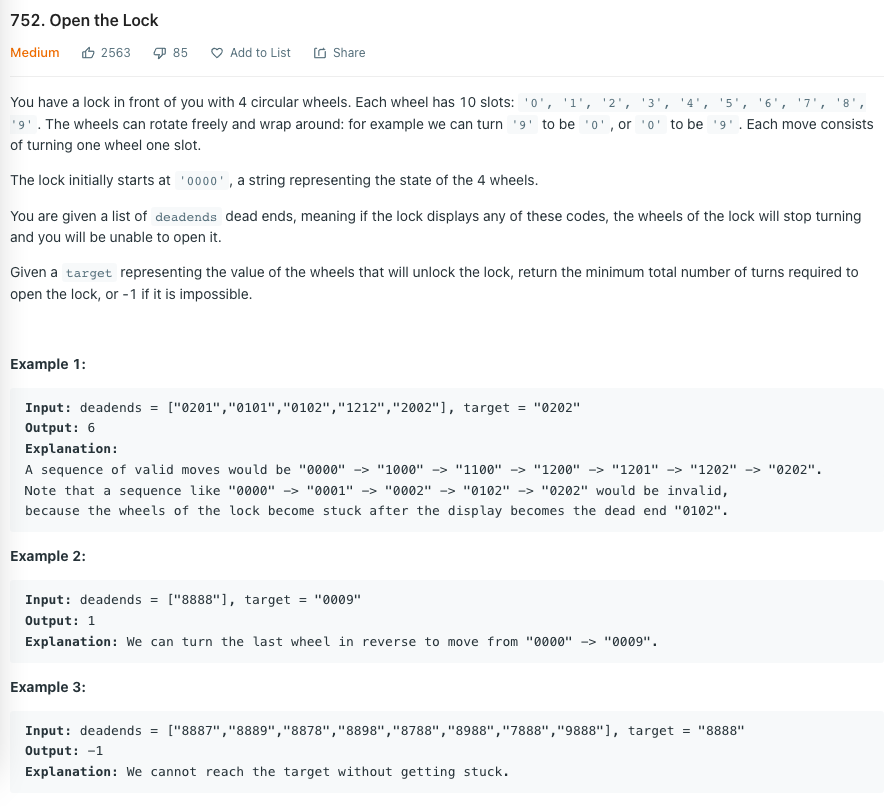 752. Open the Lock
Medium 2563 85 Add to List Share
You have a lock in front of you with 4 circular wheels. Each wheel has 10 slots: '0', '1', '2', '3', '4', '5', '6', '7', '8',
'9'. The wheels can rotate freely and wrap around: for example we can turn '9' to be '0', or '0' to be '9'. Each move consists
of turning one wheel one slot.
The lock initially starts at '0000', a string representing the state of the 4 wheels.
You are given a list of deadends dead ends, meaning if the lock displays any of these codes, the wheels of the lock will stop turning
and you will be unable to open it.
Given a target representing the value of the wheels that will unlock the lock, return the minimum total number of turns required to
open the lock, or -1 if it is impossible.
Example 1:
Input: deadends = ["0201","0101","0102","1212","2002"], target = "0202"
Output: 6
Explanation:
A sequence of valid moves would be "0000" -> "1000" -> "1100" -> "1200" -> "1201" -> "1202" -> "0202".
Note that a sequence like "0000" -> "0001" -> "0002" -> "0102" -> "0202" would be invalid,
because the wheels of the lock become stuck after the display becomes the dead end "0102".
Example 2:
Input: deadends = ["8888"], target = "0009"
Output: 1
Explanation: We can turn the last wheel in reverse to move from "0000" -> "0009".
Example 3:
Input: deadends = ["8887","8889","8878","8898","8788","8988","7888","9888"], target = "8888"
Output: -1
Explanation: We cannot reach the target without getting stuck.